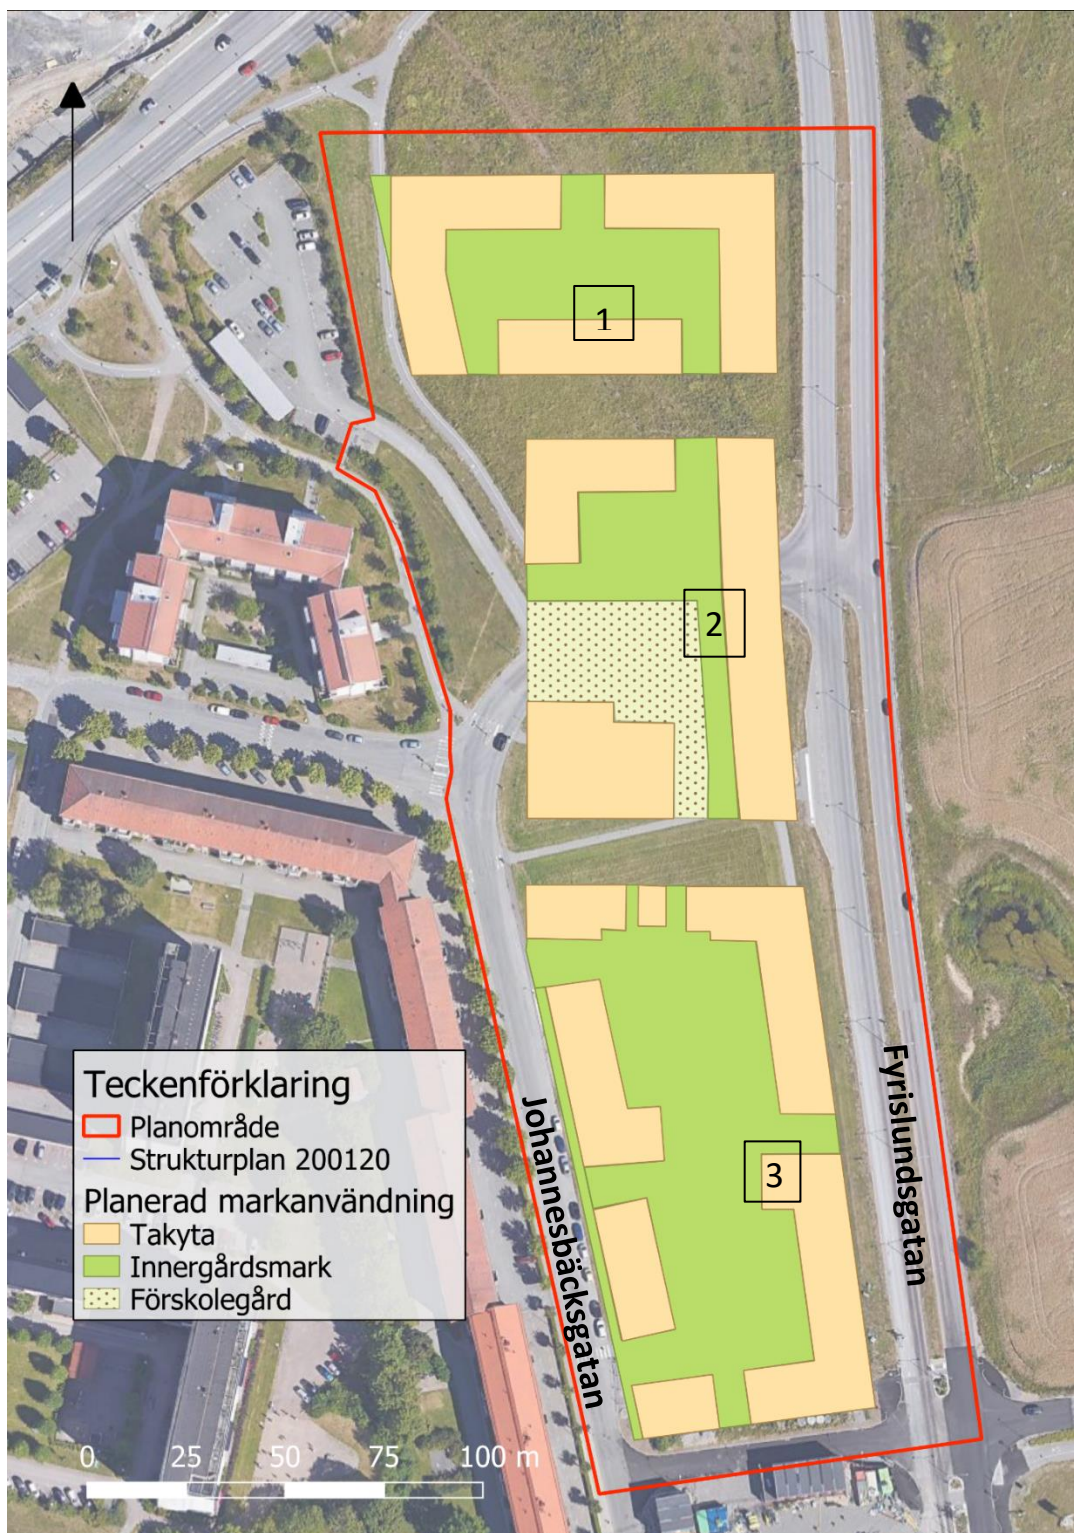 1
2
3
Fyrislundsgatan
Johannesbäcksgatan
Teckenförklaring
Planområde
Strukturplan 200120
Planerad markanvändning
Takyta
Innergårdsmark
Förskolegård
0 25 50 75 100 m